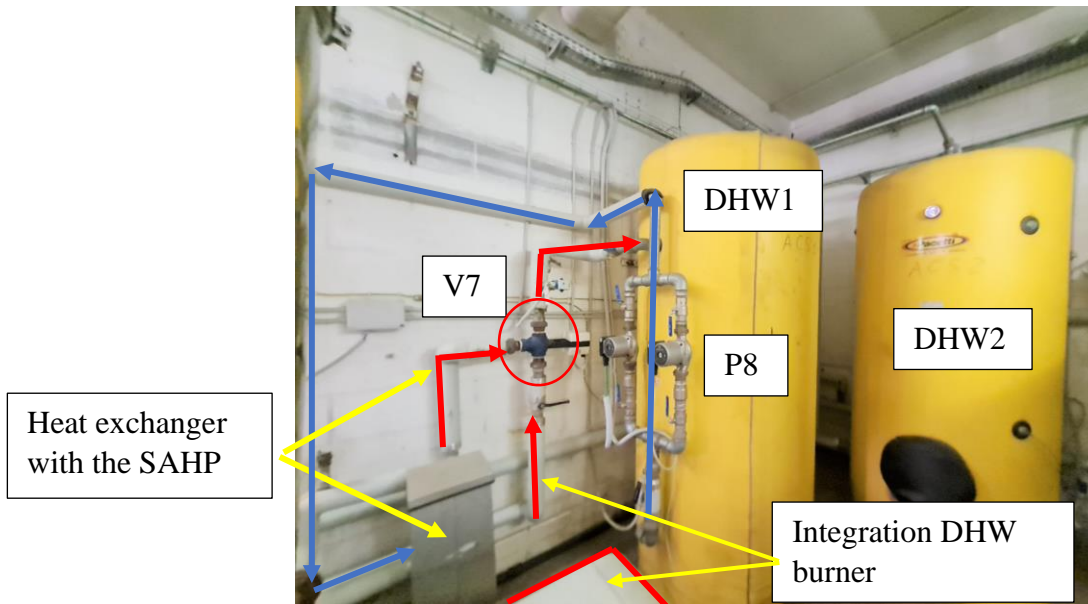 DHW1
V7
DHW2
P8
Heat exchanger
with the SAHP
Integration DHW
burner